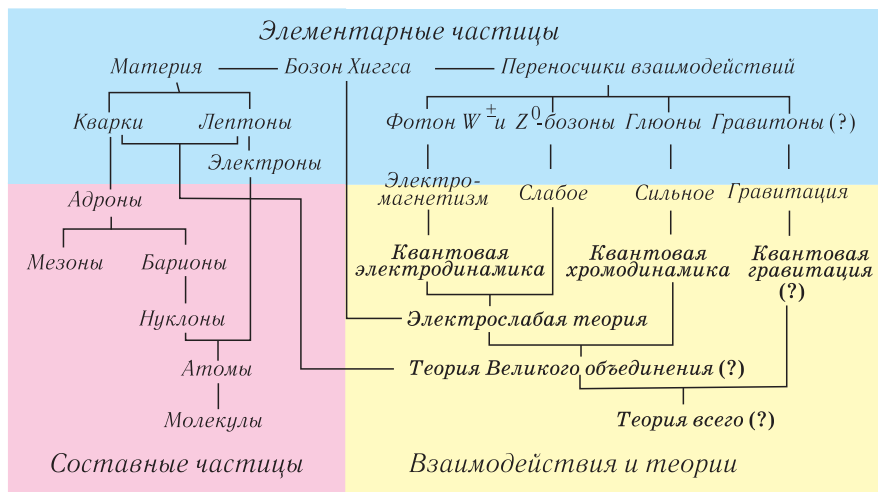 Элементарные частицы
Материя Бозон Хиггса Переносчики взаимодействий
Кварки Лептоны Фотон W± и Z⁰-бозоны Глюоны Гравитоны (?)
Электроны
Электро-
магнетизм Слабое Сильное Гравитация
Адроны
Мезоны Барионы
Квантовая
электродинамика
Квантовая
хромодинамика
Квантовая
гравитация
(?)
Нуклоны Электрослабая теория
Атомы Теория Великого объединения (?)
Молекулы Теория всего (?)
Составные частицы Взаимодействия и теории